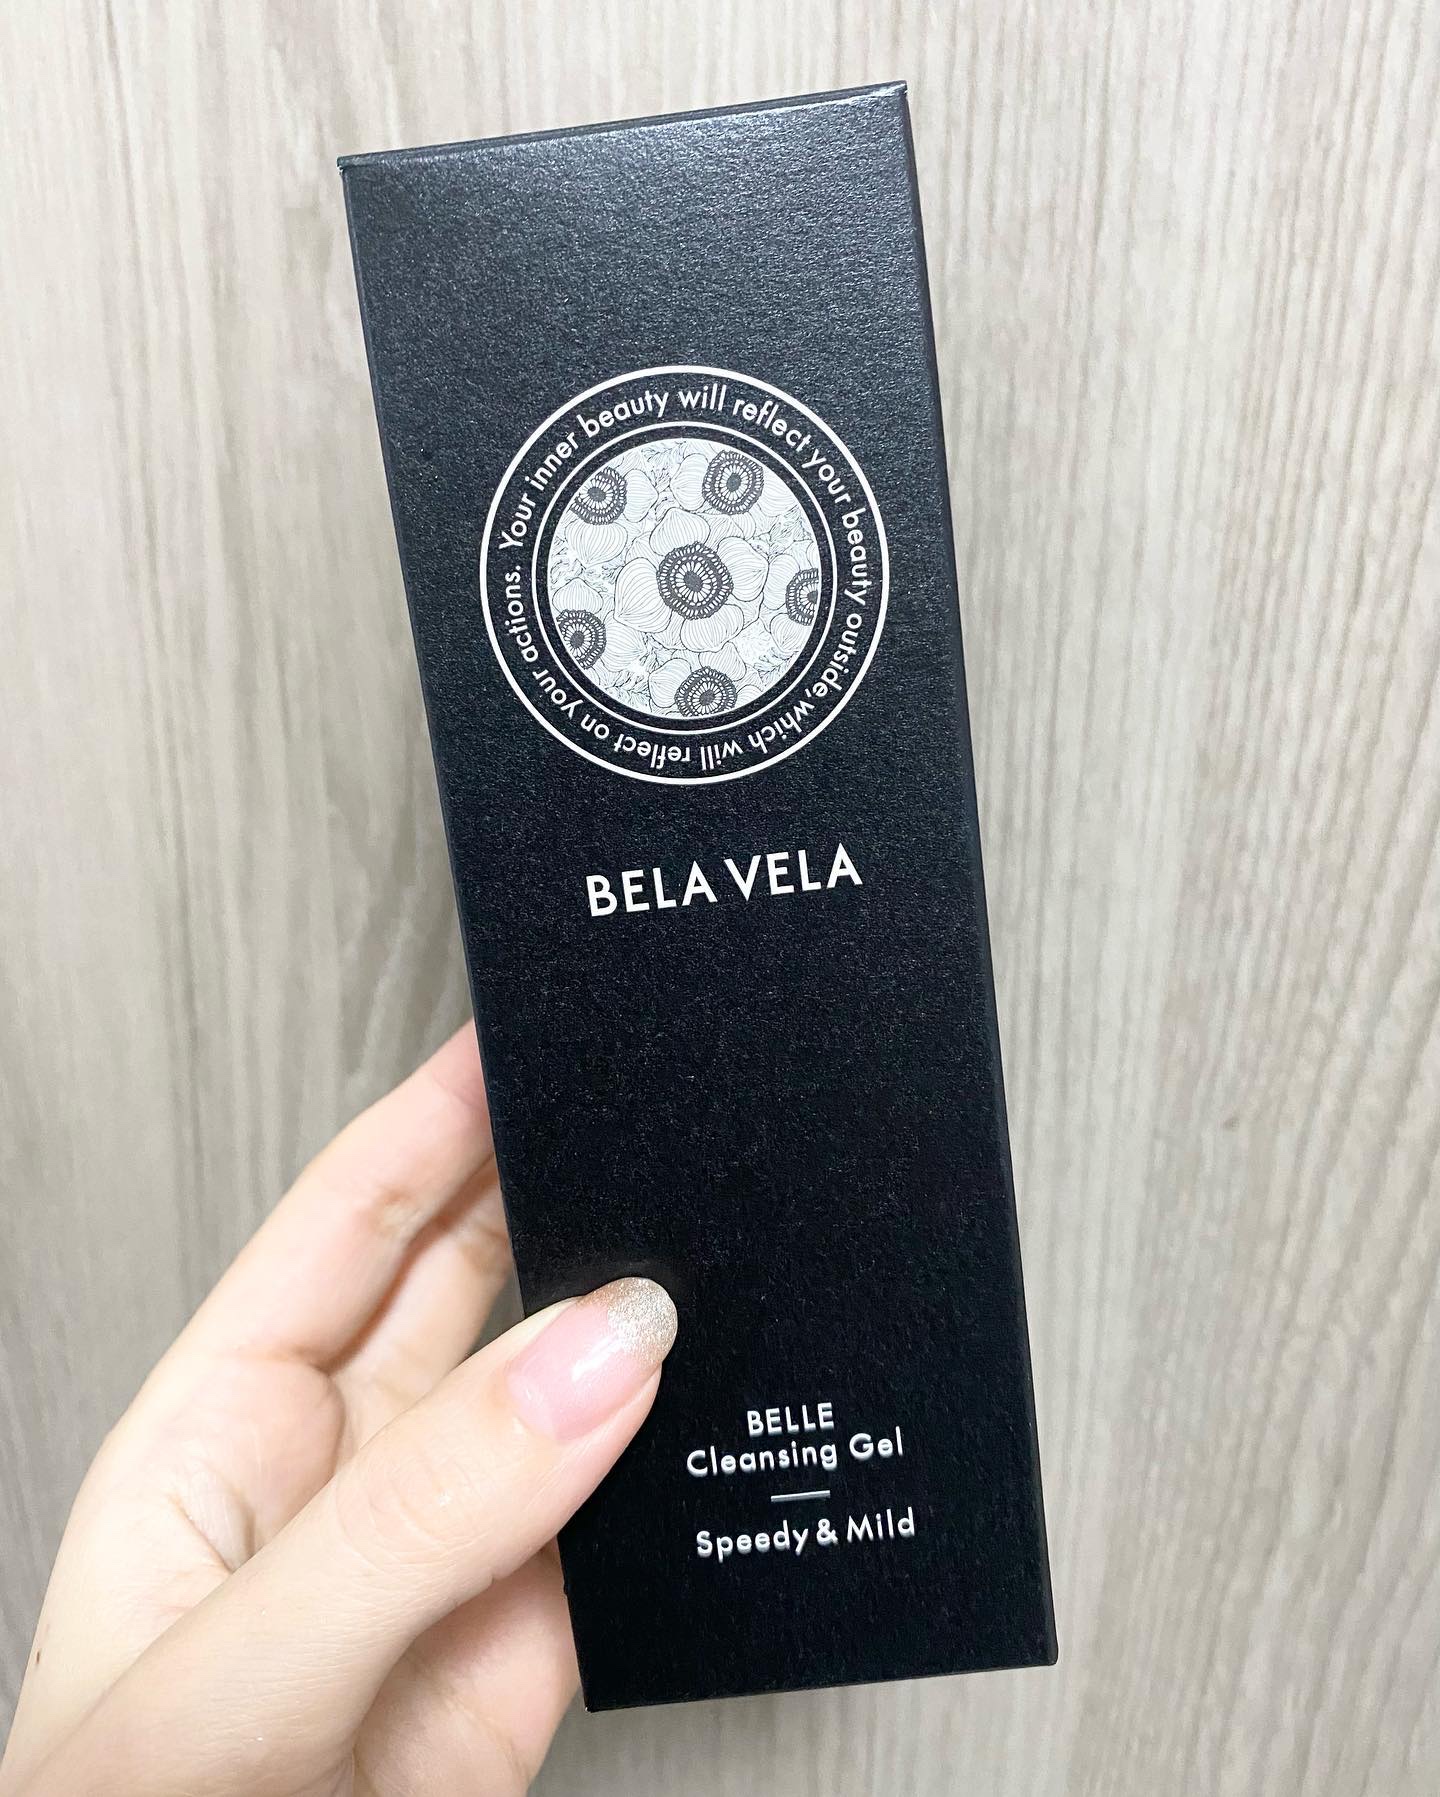 Your inner beauty will reflect your beauty outside, which will reflect on your actions.
BELA VELA
BELLE
Cleansing Gel
Speedy & Mild